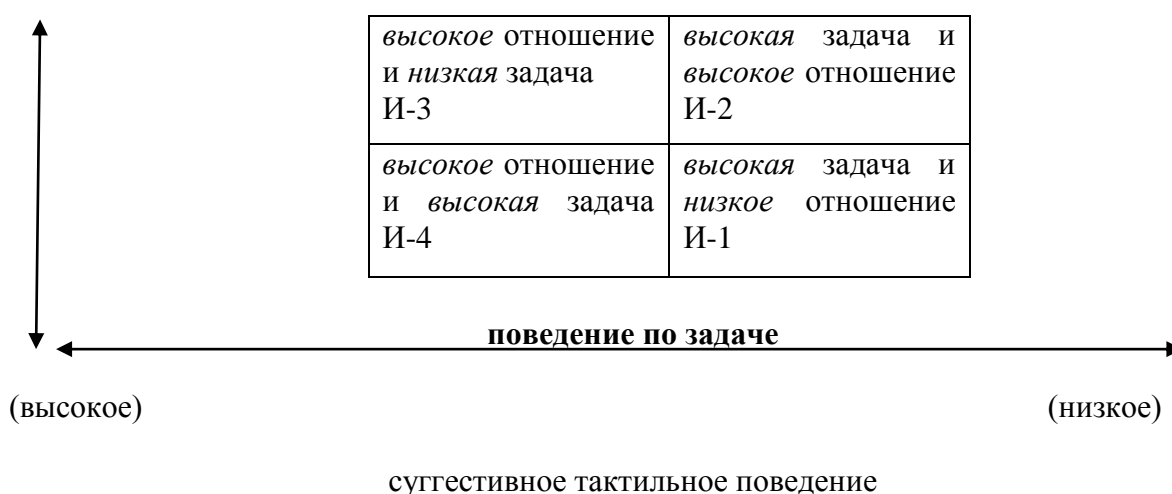 высокое отношение
и низкая задача
И-3
высокая задача и
высокое отношение
И-2
высокое отношение
и высокая задача
И-4
высокая задача и
низкое отношение
И-1
поведение по задаче
(высокое)
(низкое)
суггестивное тактильное поведение